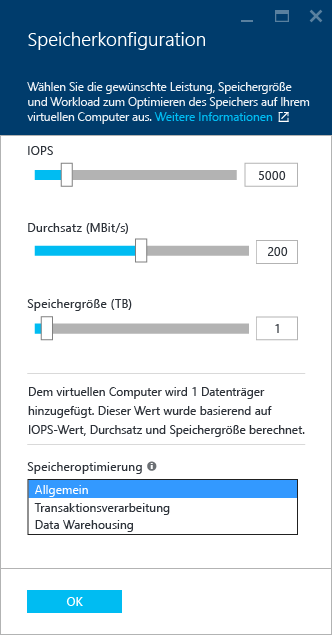 Speicherkonfiguration
Wählen Sie die gewünschte Leistung, Speichergröße
und Workload zum Optimieren des Speichers auf Ihrem
virtuellen Computer aus. Weitere Informationen
IOPS
5000
Durchsatz (MBit/s)
200
Speichergröße (TB)
1
Dem virtuellen Computer wird 1 Datenträger
hinzugefügt. Dieser Wert wurde basierend auf
IOPS-Wert, Durchsatz und Speichergröße berechnet.
Speicheroptimierung
Allgemein
Transaktionsverarbeitung
Data Warehousing
OK